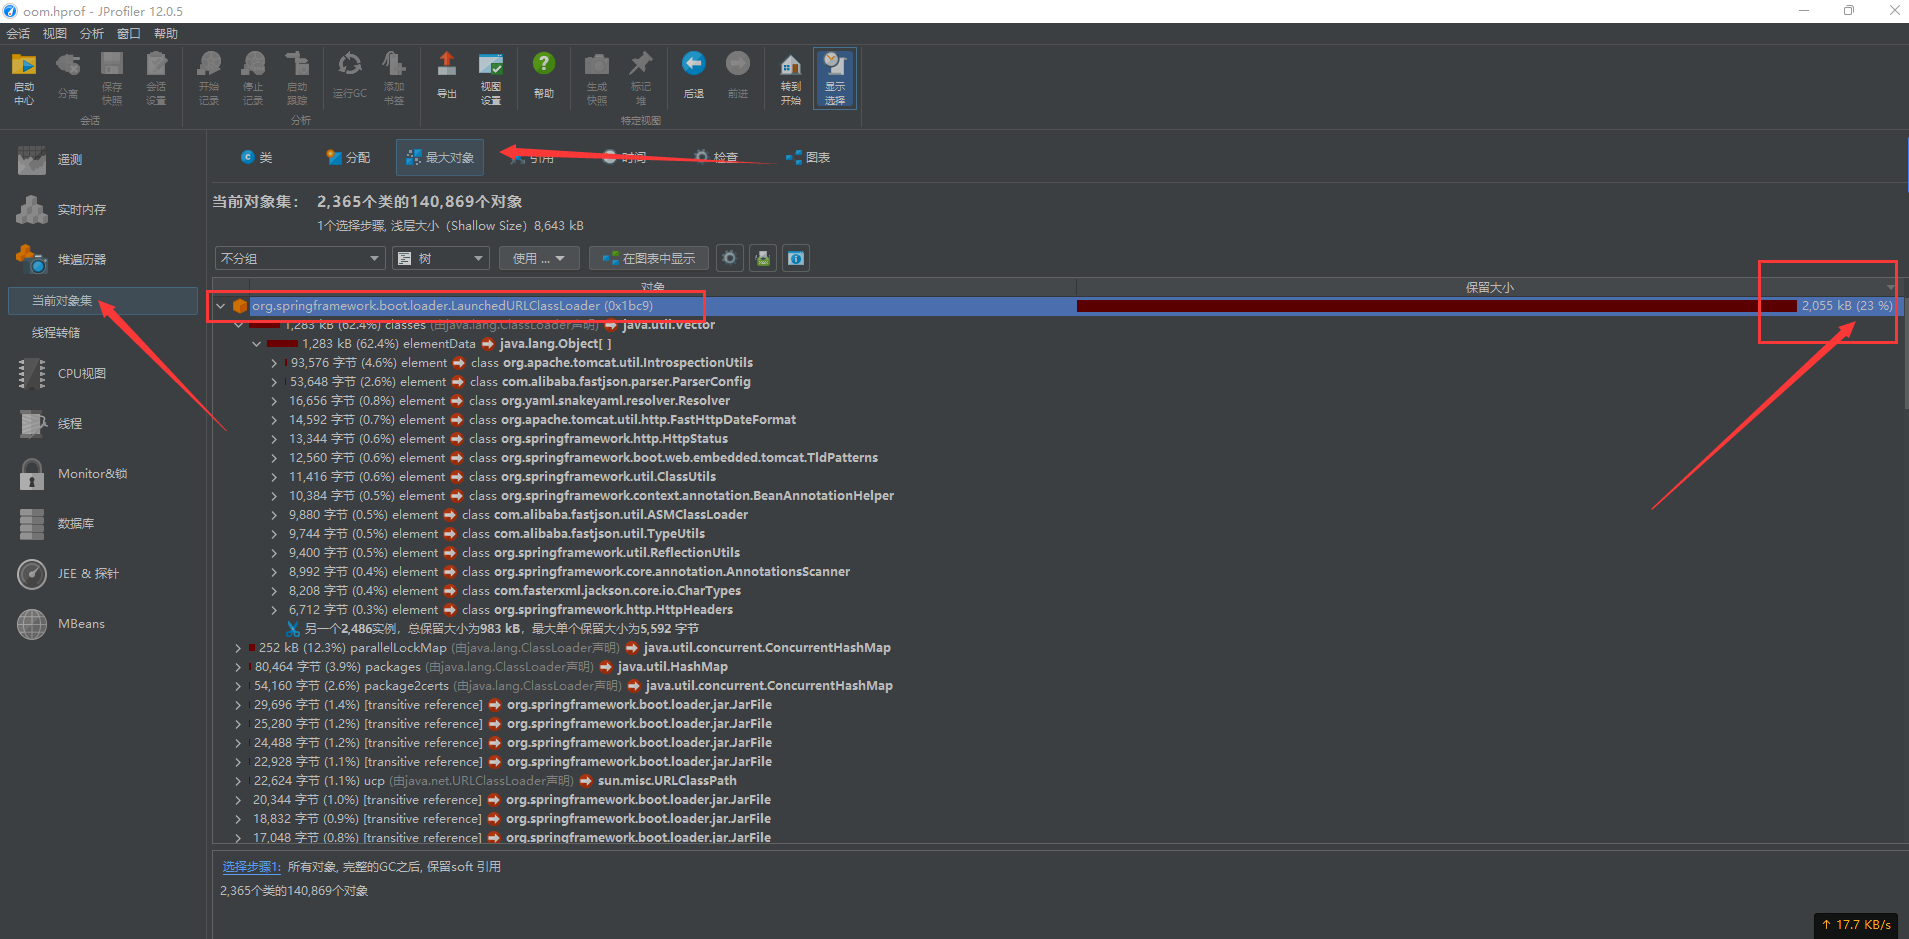 oom.hprof - JProfiler 12.0.5
会话 视图 分析 窗口 帮助
启动中心 分离 保存快照 会话设置 开始记录 停止记录 启动跟踪 运行GC 添加书签 导出 视图设置 帮助 生成快照 标记堆 后退 前进 转到开始 显示选择
会话 分析 特定视图
遥测
实时内存
堆遍历器
当前对象集
线程转储
CPU视图
线程
Monitor&锁
数据库
JEE & 探针
MBeans
类 分配 最大对象 引用 时间 检查 图表
当前对象集： 2,365个类的140,869个对象
1个选择步骤, 浅层大小（Shallow Size）8,643 kB
不分组 树 使用 ... 在图表中显示
对象 保留大小
org.springframework.boot.loader.LaunchedURLClassLoader (0x1bc9) 2,055 kB (23 %)
1,283 kB (62.4%) classes (由java.lang.ClassLoader声明) java.util.Vector
1,283 kB (62.4%) elementData java.lang.Object[ ]
93,576 字节 (4.6%) element class org.apache.tomcat.util.IntrospectionUtils
53,648 字节 (2.6%) element class com.alibaba.fastjson.parser.ParserConfig
16,656 字节 (0.8%) element class org.yaml.snakeyaml.resolver.Resolver
14,592 字节 (0.7%) element class org.apache.tomcat.util.http.FastHttpDateFormat
13,344 字节 (0.6%) element class org.springframework.http.HttpStatus
12,560 字节 (0.6%) element class org.springframework.boot.web.embedded.tomcat.TldPatterns
11,416 字节 (0.6%) element class org.springframework.util.ClassUtils
10,384 字节 (0.5%) element class org.springframework.context.annotation.BeanAnnotationHelper
9,880 字节 (0.5%) element class com.alibaba.fastjson.util.ASMClassLoader
9,744 字节 (0.5%) element class com.alibaba.fastjson.util.TypeUtils
9,400 字节 (0.5%) element class org.springframework.util.ReflectionUtils
8,992 字节 (0.4%) element class org.springframework.core.annotation.AnnotationsScanner
8,208 字节 (0.4%) element class com.fasterxml.jackson.core.io.CharTypes
6,712 字节 (0.3%) element class org.springframework.http.HttpHeaders
另一个2,486实例，总保留大小为983 kB，最大单个保留大小为5,592 字节
252 kB (12.3%) parallelLockMap (由java.lang.ClassLoader声明) java.util.concurrent.ConcurrentHashMap
80,464 字节 (3.9%) packages (由java.lang.ClassLoader声明) java.util.HashMap
54,160 字节 (2.6%) package2certs (由java.lang.ClassLoader声明) java.util.concurrent.ConcurrentHashMap
29,696 字节 (1.4%) [transitive reference] org.springframework.boot.loader.jar.JarFile
25,280 字节 (1.2%) [transitive reference] org.springframework.boot.loader.jar.JarFile
24,488 字节 (1.2%) [transitive reference] org.springframework.boot.loader.jar.JarFile
22,928 字节 (1.1%) [transitive reference] org.springframework.boot.loader.jar.JarFile
22,624 字节 (1.1%) ucp (由java.net.URLClassLoader声明) sun.misc.URLClassPath
20,344 字节 (1.0%) [transitive reference] org.springframework.boot.loader.jar.JarFile
18,832 字节 (0.9%) [transitive reference] org.springframework.boot.loader.jar.JarFile
17,048 字节 (0.8%) [transitive reference] org.springframework.boot.loader.jar.JarFile
选择步骤1: 所有对象, 完整的GC之后, 保留soft 引用
2,365个类的140,869个对象
↑ 17.7 KB/s